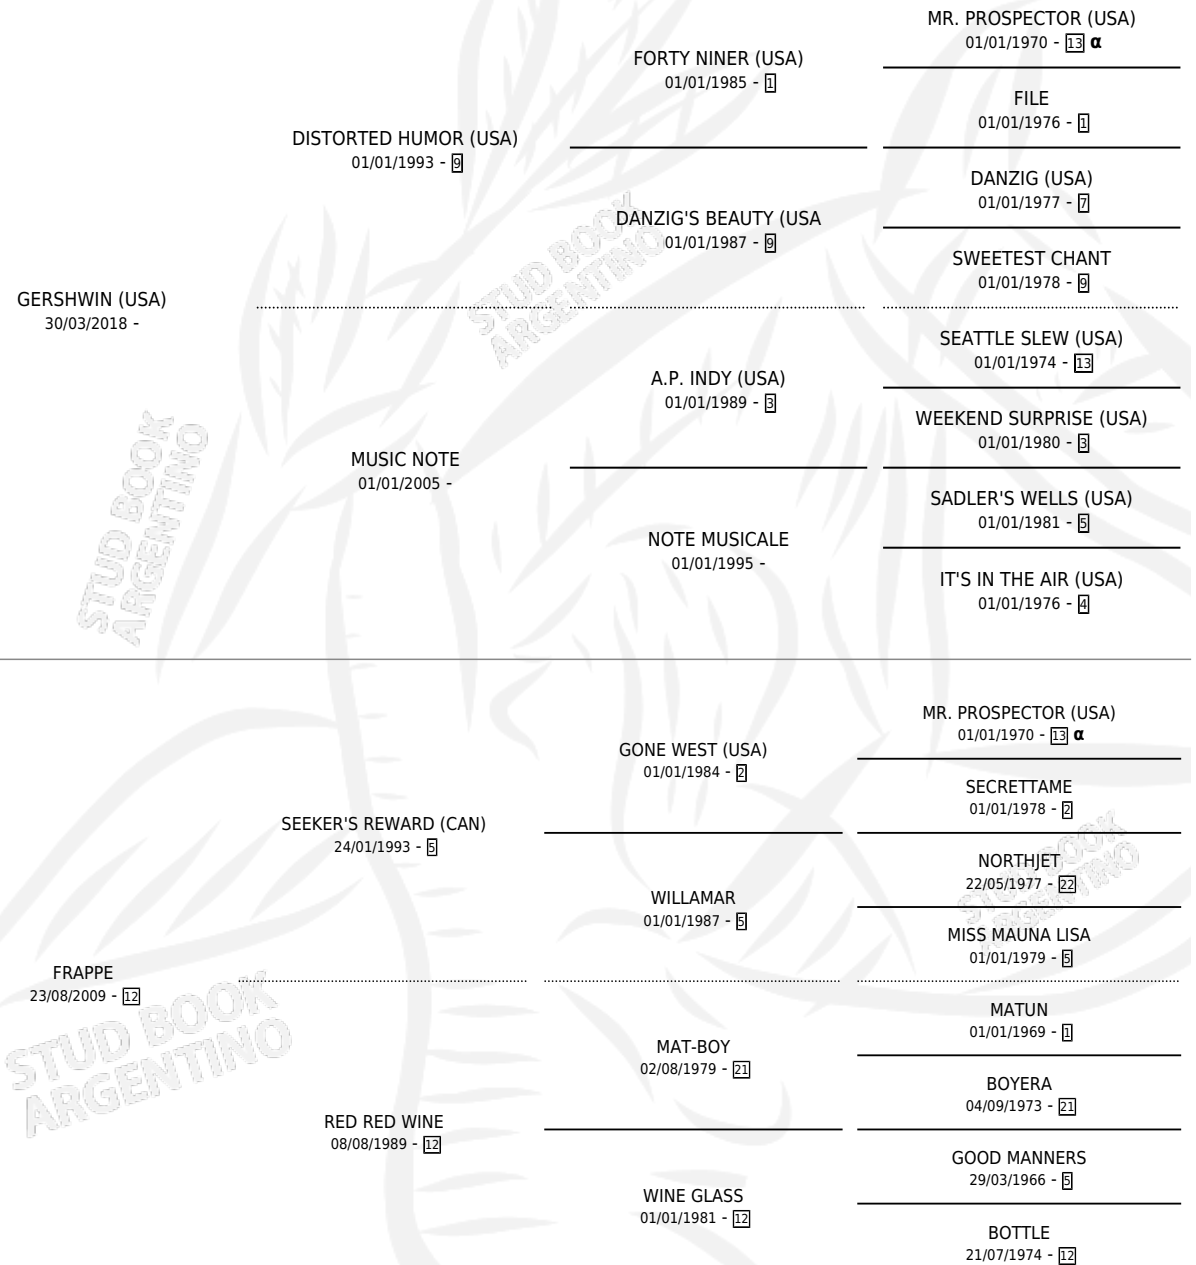 MR. PROSPECTOR (USA)
01/01/1970 - 13 α
FORTY NINER (USA)
01/01/1985 - 1
FILE
01/01/1976 - 1
DISTORTED HUMOR (USA)
01/01/1993 - 9
DANZIG (USA)
01/01/1977 - 7
DANZIG'S BEAUTY (USA
01/01/1987 - 9
SWEETEST CHANT
01/01/1978 - 9
STUD BOOK
ARGENTINO
GERSHWIN (USA)
30/03/2018 -
SEATTLE SLEW (USA)
01/01/1974 - 13
A.P. INDY (USA)
01/01/1989 - 3
WEEKEND SURPRISE (USA)
01/01/1980 - 3
MUSIC NOTE
01/01/2005 -
SADLER'S WELLS (USA)
01/01/1981 - 5
NOTE MUSICALE
01/01/1995 -
IT'S IN THE AIR (USA)
01/01/1976 - 4
STUD BOOK
ARGENTINO
MR. PROSPECTOR (USA)
01/01/1970 - 13 α
GONE WEST (USA)
01/01/1984 - 2
SECRETTAME
01/01/1978 - 2
SEEKER'S REWARD (CAN)
24/01/1993 - 5
NORTHJET
22/05/1977 - 22
WILLAMAR
01/01/1987 - 5
MISS MAUNA LISA
01/01/1979 - 5
STUD BOOK
ARGENTINO
FRAPPE
23/08/2009 - 12
MATUN
01/01/1969 - 1
MAT-BOY
02/08/1979 - 21
BOYERA
04/09/1973 - 21
RED RED WINE
08/08/1989 - 12
GOOD MANNERS
29/03/1966 - 5
WINE GLASS
01/01/1981 - 12
BOTTLE
21/07/1974 - 12
STUD BOOK
ARGENTINO